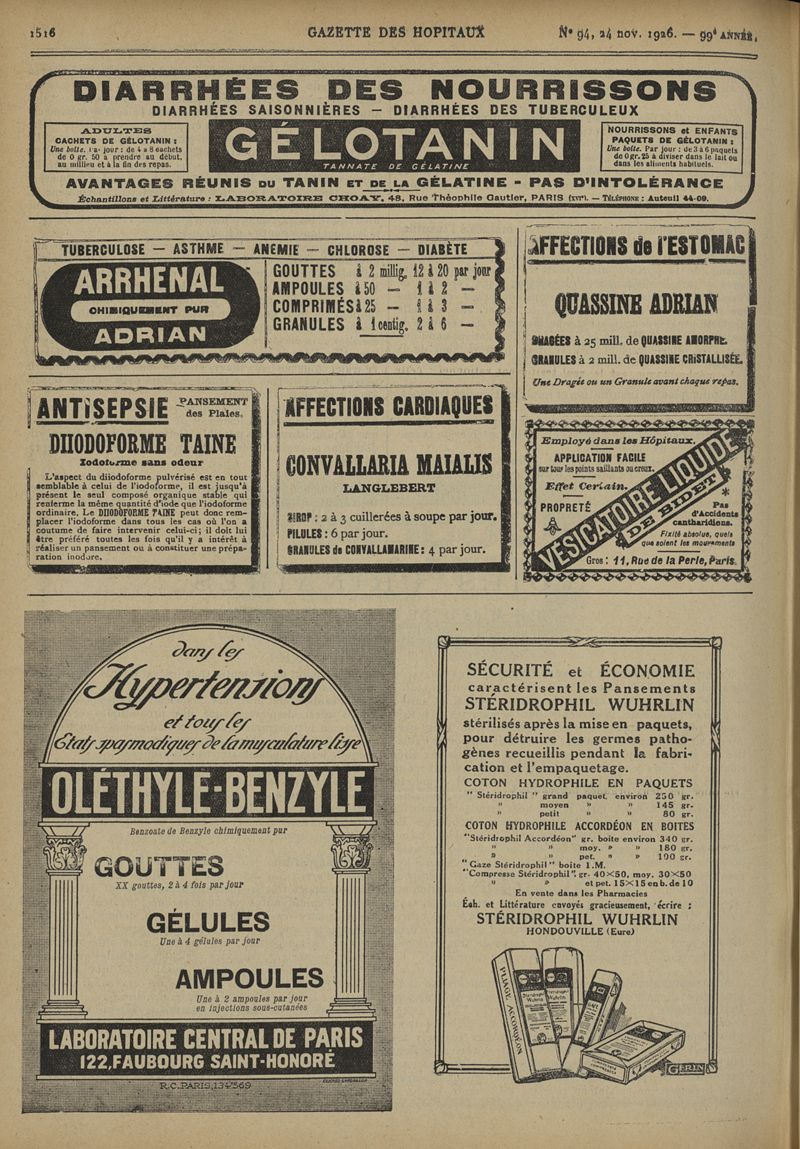 1516
GAZETTE DES HOPITAUX
N° 94, 24 nov. 1926. — 99e ANNÉE.
DIARRHÉES DES NOURRISSONS
DIARRHÉES SAISONNIÈRES — DIARRHÉES DES TUBERCULEUX
ADULTES
CACHETS DE GÉLOTANIN :
Une boîte. Par jour : de 4 à 8 cachets
de 0 gr. 50 à prendre au début,
au milieu et à la fin des repas.
GÉLOTANIN
TANNATE DE GÉLATINE
NOURRISSONS et ENFANTS
PAQUETS DE GÉLOTANIN :
Une boîte. Par jour : de 3 à 6 paquets
de 0 gr. 25 à diviser dans le lait ou
dans les aliments habituels.
AVANTAGES RÉUNIS DU TANIN ET DE LA GÉLATINE - PAS D'INTOLÉRANCE
Échantillons et Littérature : LABORATOIRE CHOAY, 48, Rue Théophile Gautier, PARIS (XVIe). — TÉLÉPHONE : Auteuil 44-09.
TUBERCULOSE — ASTHME — ANEMIE — CHLOROSE — DIABÈTE
ARRHENAL
CHIMIQUEMENT PUR
ADRIAN
GOUTTES à 2 millig. 12 à 20 par jour
AMPOULES à 50 — 1 à 2 —
COMPRIMÉS à 25 — 1 à 3 —
GRANULES à 1 centig. 2 à 6 —
AFFECTIONS de l'ESTOMAC
QUASSINE ADRIAN
DRAGÉES à 25 mill. de QUASSINE AMORPHE.
GRANULES à 2 mill. de QUASSINE CRISTALLISÉE.
Une Dragée ou un Granule avant chaque repas.
ANTISEPSIE PANSEMENT
des Plaies.
DIIODOFORME TAINE
Iodoforme sans odeur
L'aspect du diiodoforme pulvérisé est en tout
semblable à celui de l'iodoforme, il est jusqu'à
présent le seul composé organique stable qui
renferme la même quantité d'iode que l'iodoforme
ordinaire. Le DIIODOFORME TAINE peut donc rem-
placer l'iodoforme dans tous les cas où l'on a
coutume de faire intervenir celui-ci ; il doit lui
être préféré toutes les fois qu'il y a intérêt à
réaliser un pansement ou à constituer une prépa-
ration inodore.
AFFECTIONS CARDIAQUES
CONVALLARIA MAIALIS
LANGLEBERT
SIROP : 2 à 3 cuillerées à soupe par jour.
PILULES : 6 par jour.
GRANULES de CONVALLAMARINE : 4 par jour.
Employé dans les Hôpitaux.
APPLICATION FACILE
sur tous les points saillants ou creux.
Effet Certain.
PROPRETÉ
VESICATOIRE LIQUIDE
DE BIDET
Pas
d'Accidents
cantharidiens.
Fixité absolue, quels
que soient les mouvements
Gros : 11, Rue de la Perle, Paris.
dans les
Hypertensions
et tous les
États spasmodiques de la musculature lisse
OLÉTHYLE-BENZYLE
Benzoate de Benzyle chimiquement pur
GOUTTES
XX gouttes, 2 à 4 fois par jour
GÉLULES
Une à 4 gélules par jour
AMPOULES
Une à 2 ampoules par jour
en injections sous-cutanées
LABORATOIRE CENTRAL DE PARIS
122, FAUBOURG SAINT-HONORÉ
R.C. PARIS, 134569
SÉCURITÉ et ÉCONOMIE
caractérisent les Pansements
STÉRIDROPHIL WUHRLIN
stérilisés après la mise en paquets,
pour détruire les germes patho-
gènes recueillis pendant la fabri-
cation et l'empaquetage.
COTON HYDROPHILE EN PAQUETS
" Stéridrophil " grand paquet environ 250 gr.
" moyen " " 145 gr.
" petit " " 80 gr.
COTON HYDROPHILE ACCORDÉON EN BOITES
"Stéridrophil Accordéon" gr. boite environ 340 gr.
" " moy. " " 180 gr.
" " pet. " " 100 gr.
" Gaze Stéridrophil " boite 1 M.
"Compresse Stéridrophil" gr. 40×50, moy. 30×50
" " et pet. 15×15 en b. de 10
En vente dans les Pharmacies
Éch. et Littérature envoyés gracieusement, écrire :
STÉRIDROPHIL WUHRLIN
HONDOUVILLE (Eure)
PLIAGE ACCORDÉON
GERIN